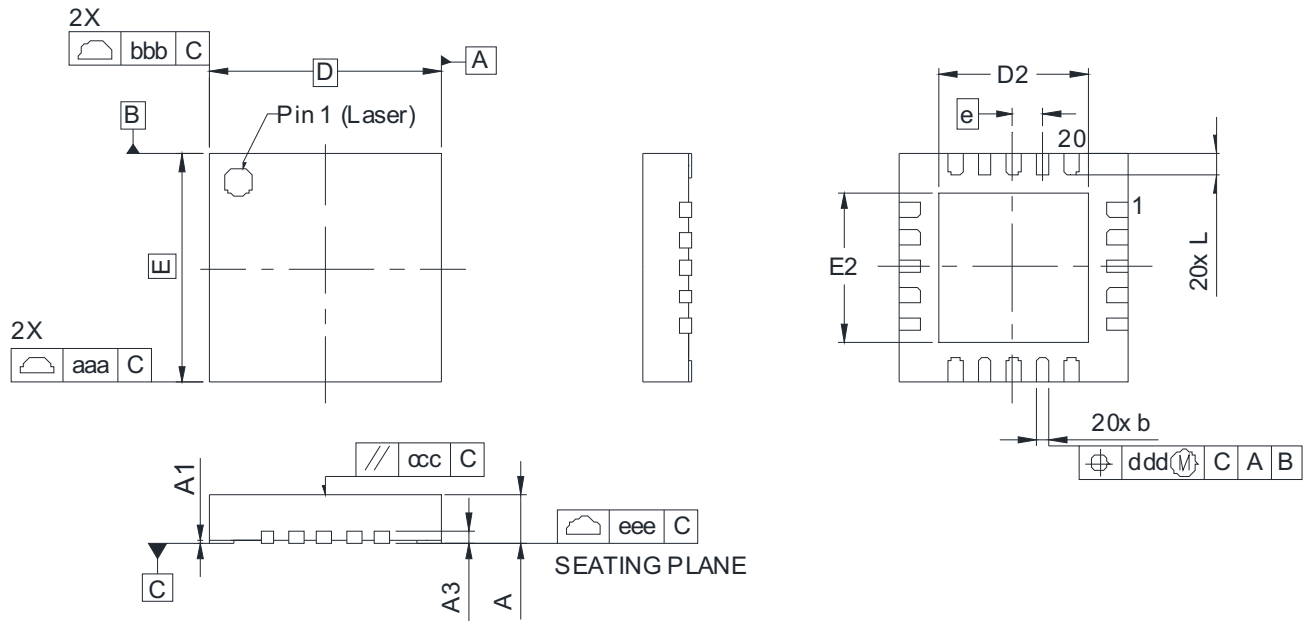 2X
bbb C
D
A
Pin 1 (Laser)
B
E
2X
aaa C
D2
e
20
1
E2
20x L
20x b
ddd M C A B
// ccc C
A1
eee C
SEATING PLANE
C
A3
A